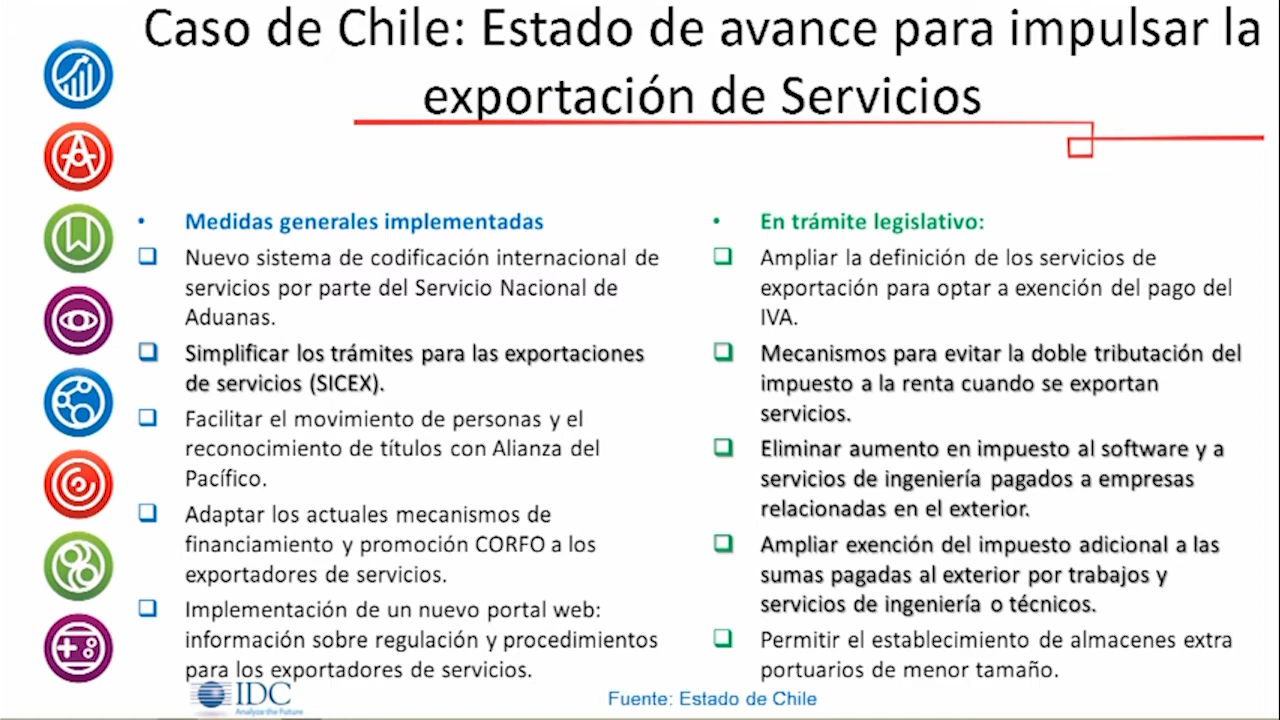 Caso de Chile: Estado de avance para impulsar la
exportación de Servicios
• Medidas generales implementadas
❑ Nuevo sistema de codificación internacional de
servicios por parte del Servicio Nacional de
Aduanas.
❑ Simplificar los trámites para las exportaciones
de servicios (SICEX).
❑ Facilitar el movimiento de personas y el
reconocimiento de títulos con Alianza del
Pacífico.
❑ Adaptar los actuales mecanismos de
financiamiento y promoción CORFO a los
exportadores de servicios.
❑ Implementación de un nuevo portal web:
información sobre regulación y procedimientos
para los exportadores de servicios.
• En trámite legislativo:
❑ Ampliar la definición de los servicios de
exportación para optar a exención del pago del
IVA.
❑ Mecanismos para evitar la doble tributación del
impuesto a la renta cuando se exportan
servicios.
❑ Eliminar aumento en impuesto al software y a
servicios de ingeniería pagados a empresas
relacionadas en el exterior.
❑ Ampliar exención del impuesto adicional a las
sumas pagadas al exterior por trabajos y
servicios de ingeniería o técnicos.
❑ Permitir el establecimiento de almacenes extra
portuarios de menor tamaño.
IDC
Analyze the Future
Fuente: Estado de Chile